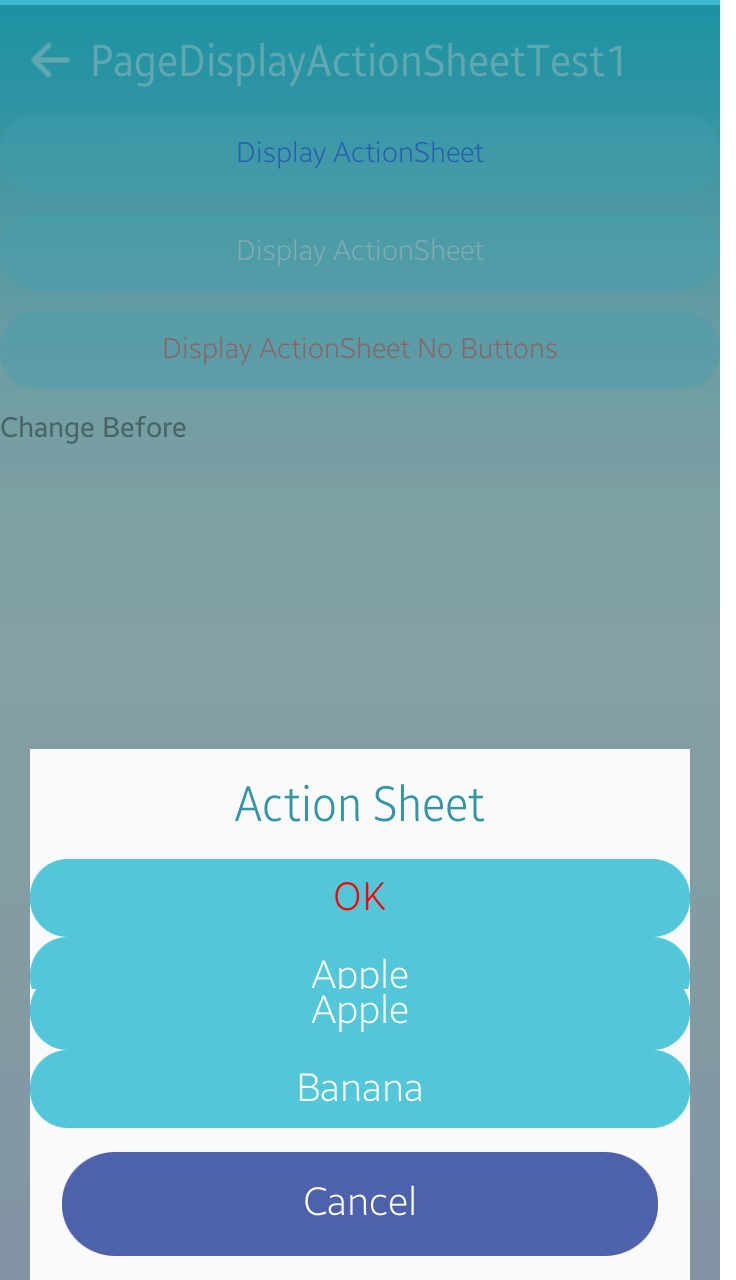 PageDisplayActionSheetTest1
Display ActionSheet
Display ActionSheet
Display ActionSheet No Buttons
Change Before
Action Sheet
OK
Apple
Apple
Banana
Cancel